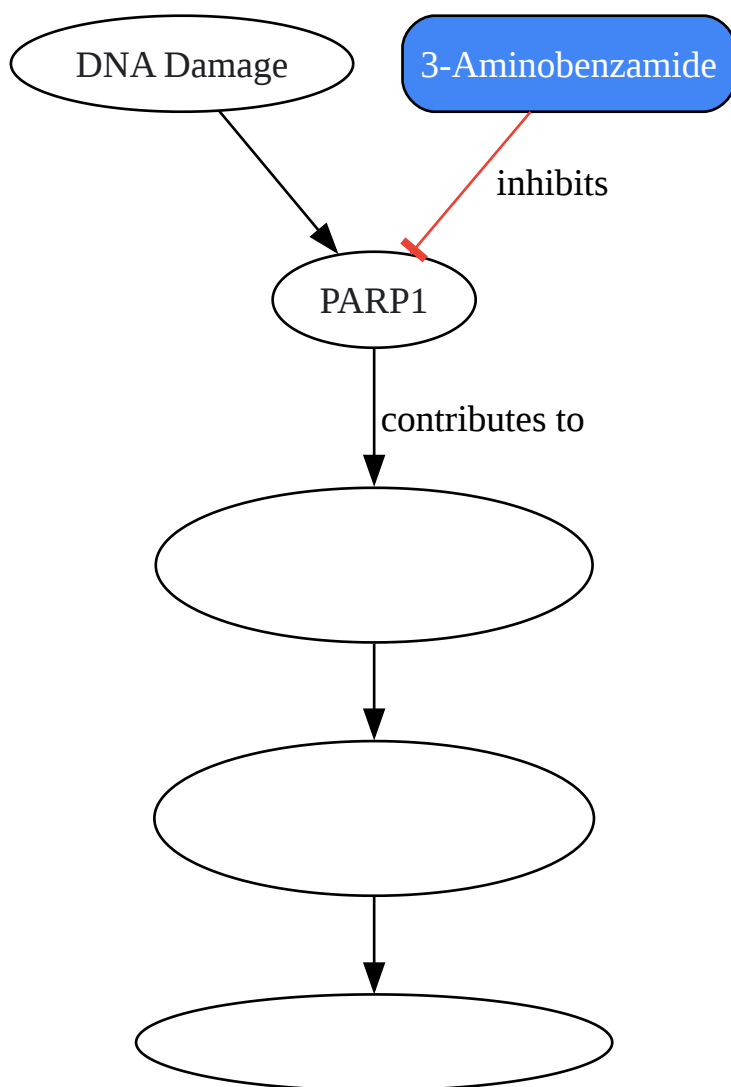 DNA Damage
3-Aminobenzamide
inhibits
PARP1
contributes to